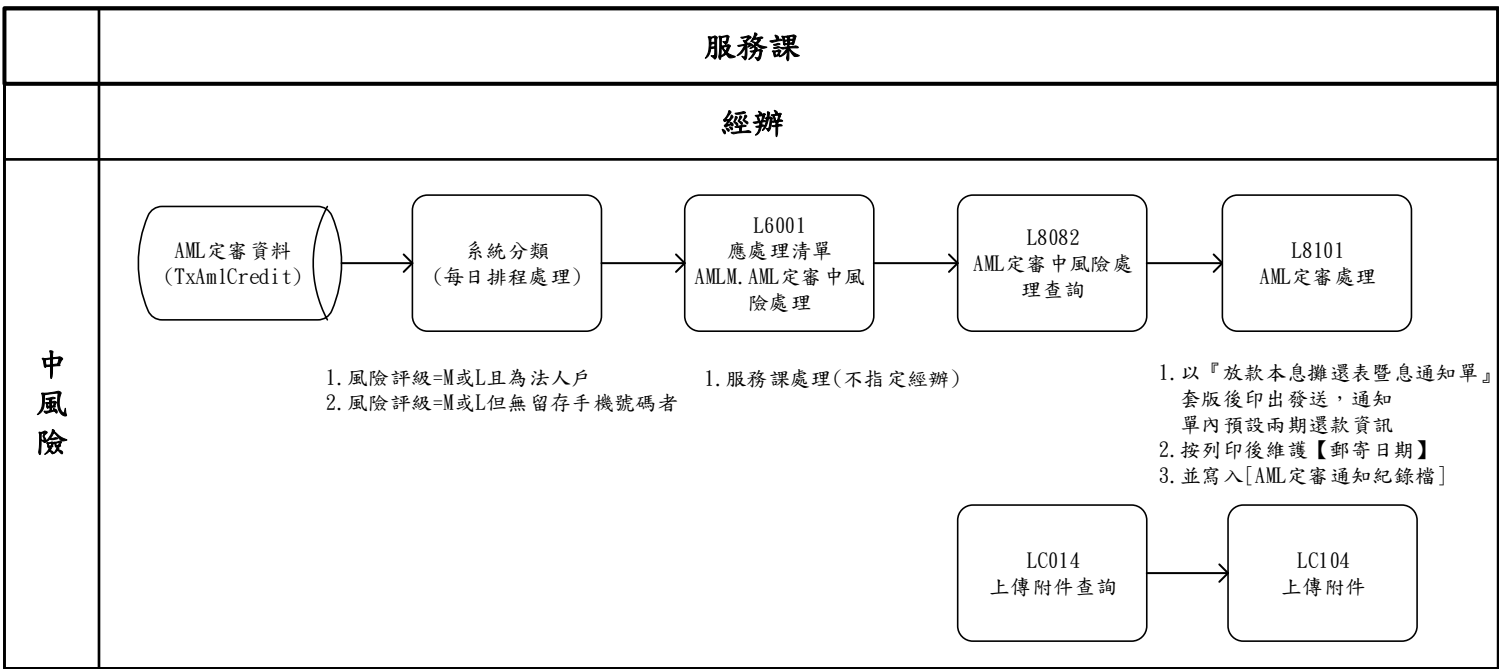 服務課
經辦
中風險
AML定審資料
(TxAmlCredit)
系統分類
(每日排程處理)
L6001
應處理清單
AMLM.AML定審中風
險處理
L8082
AML定審中風險處
理查詢
L8101
AML定審處理
1.風險評級=M或L且為法人戶
2.風險評級=M或L但無留存手機號碼者
1.服務課處理(不指定經辦)
1.以『放款本息攤還表暨息通知單』
套版後印出發送，通知
單內預設兩期還款資訊
2.按列印后維護【郵寄日期】
3.並寫入[AML定審通知紀錄檔]
LC014
上傳附件查詢
LC104
上傳附件